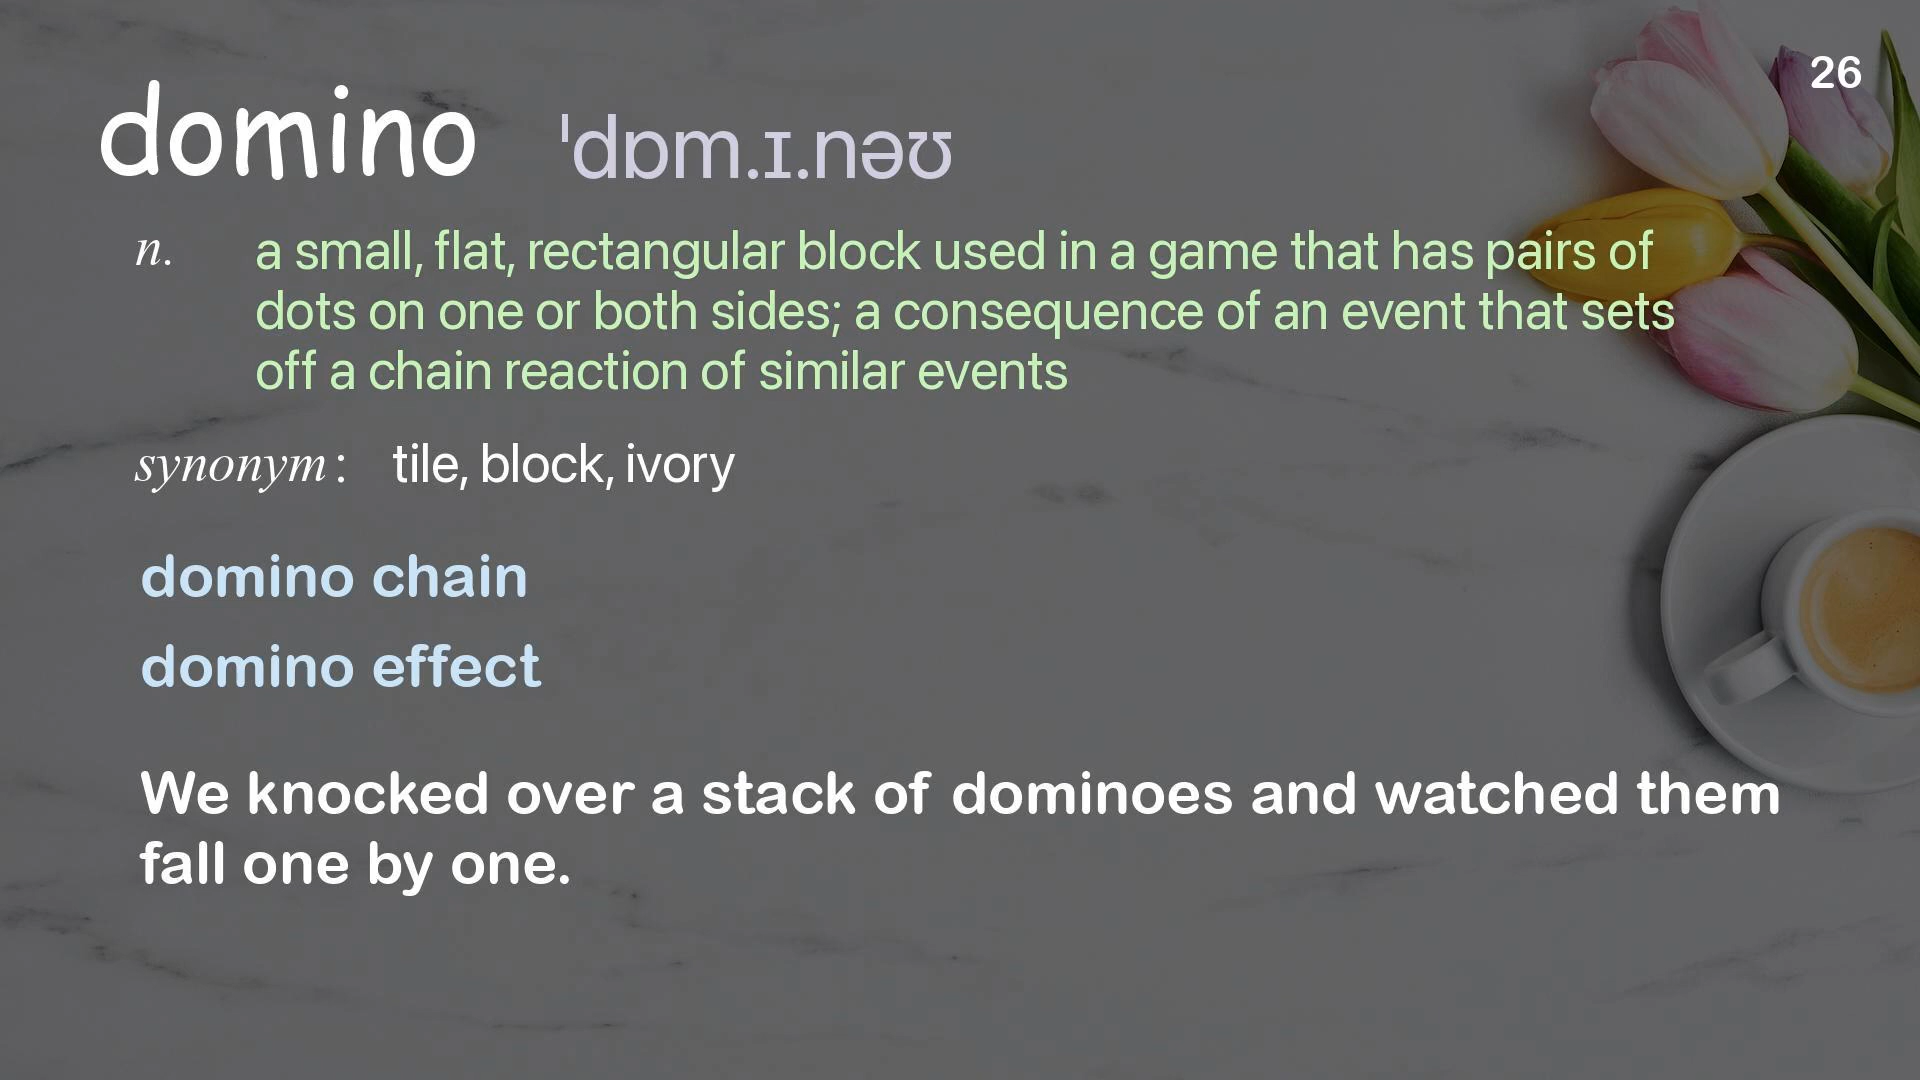 26
domino ˈdɒm.ɪ.nəʊ
n. a small, flat, rectangular block used in a game that has pairs of
dots on one or both sides; a consequence of an event that sets
off a chain reaction of similar events
synonym: tile, block, ivory
domino chain
domino effect
We knocked over a stack of dominoes and watched them
fall one by one.